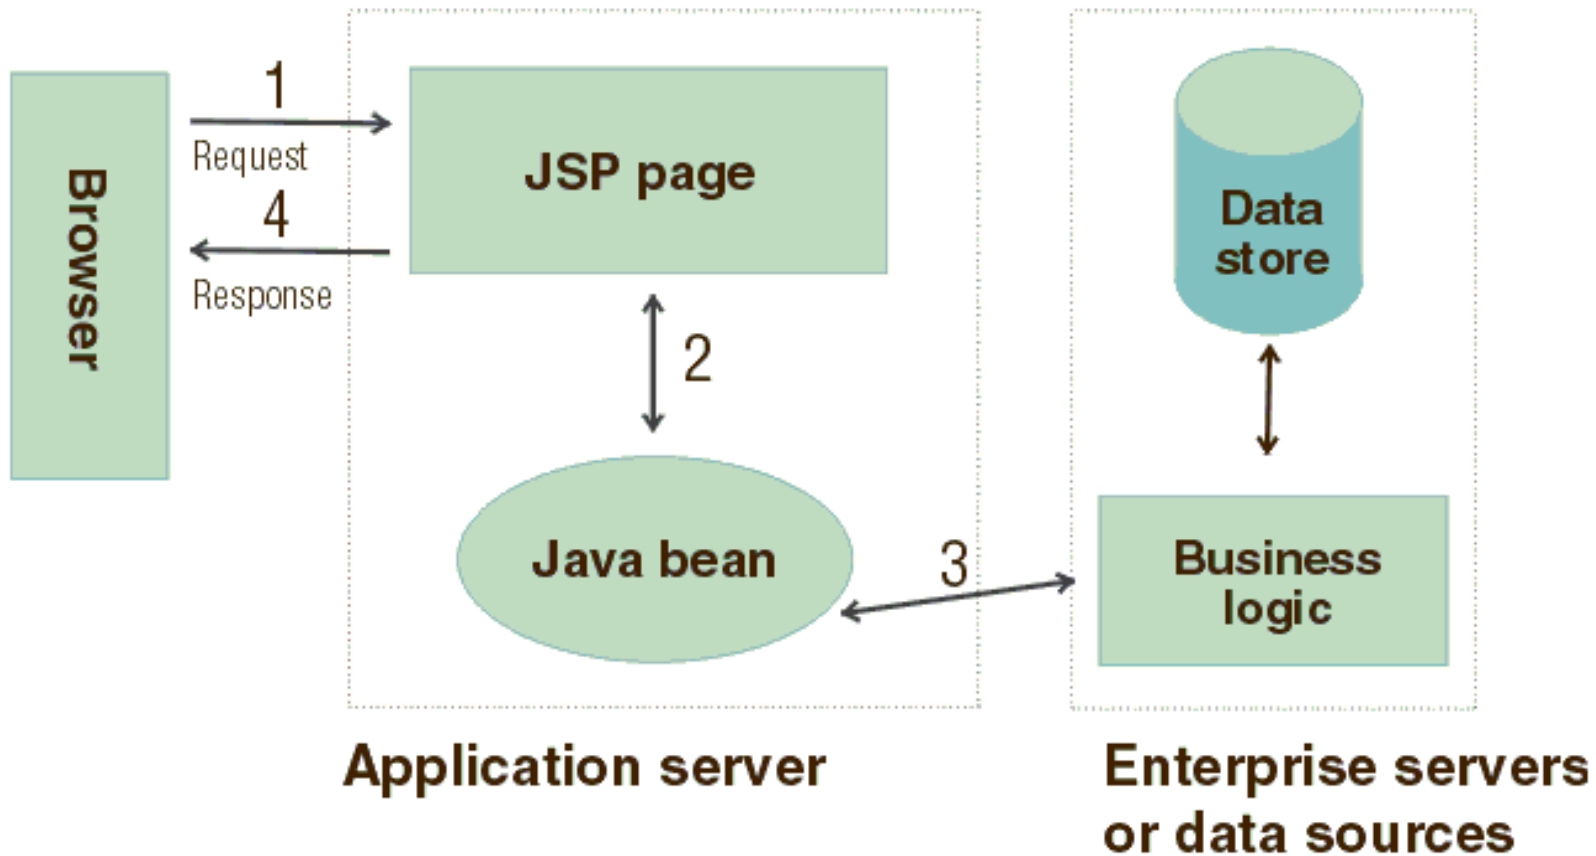 Browser
1
Request
4
Response
JSP page
2
Java bean
3
Data
store
Business
logic
Application server
Enterprise servers
or data sources